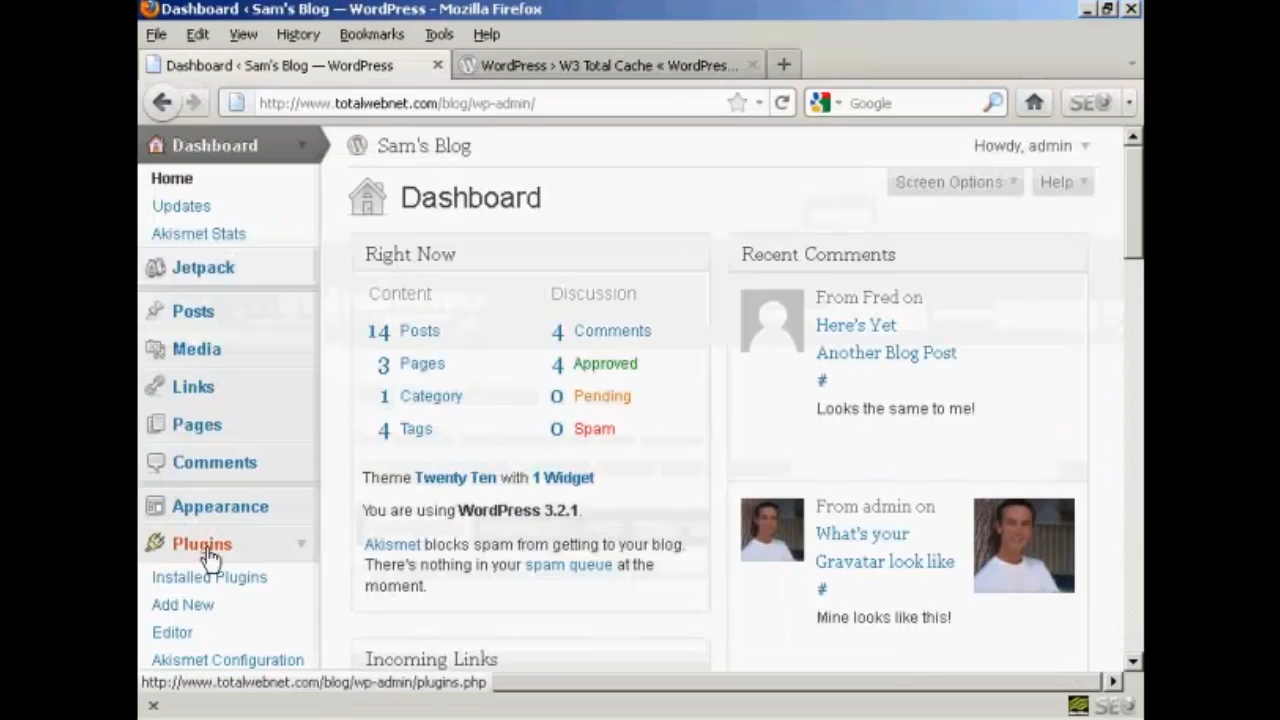 Dashboard ‹ Sam's Blog — WordPress - Mozilla Firefox
File Edit View History Bookmarks Tools Help
Dashboard ‹ Sam's Blog — WordPress
WordPress › W3 Total Cache « WordPres...
http://www.totalwebnet.com/blog/wp-admin/
Google
SEO
Dashboard
Home
Updates
Akismet Stats
Jetpack
Posts
Media
Links
Pages
Comments
Appearance
Plugins
Installed Plugins
Add New
Editor
Akismet Configuration
Sam's Blog
Howdy, admin
Screen Options
Help
Dashboard
Right Now
Content
Discussion
14 Posts
4 Comments
3 Pages
4 Approved
1 Category
0 Pending
4 Tags
0 Spam
Theme Twenty Ten with 1 Widget
You are using WordPress 3.2.1.
Akismet blocks spam from getting to your blog.
There's nothing in your spam queue at the
moment.
Incoming Links
Recent Comments
From Fred on
Here's Yet
Another Blog Post
#
Looks the same to me!
From admin on
What's your
Gravatar look like
#
Mine looks like this!
http://www.totalwebnet.com/blog/wp-admin/plugins.php
SEO